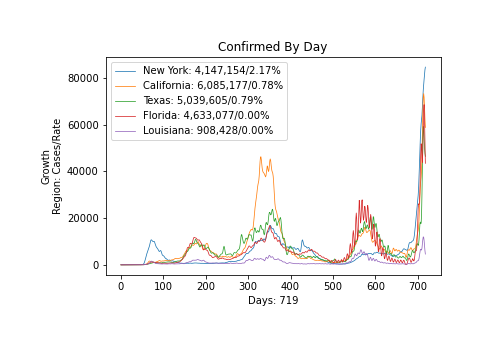 Confirmed By Day
New York: 4,147,154/2.17%
California: 6,085,177/0.78%
Texas: 5,039,605/0.79%
Florida: 4,633,077/0.00%
Louisiana: 908,428/0.00%
Growth
Region: Cases/Rate
80000
60000
40000
20000
0
0 100 200 300 400 500 600 700
Days: 719